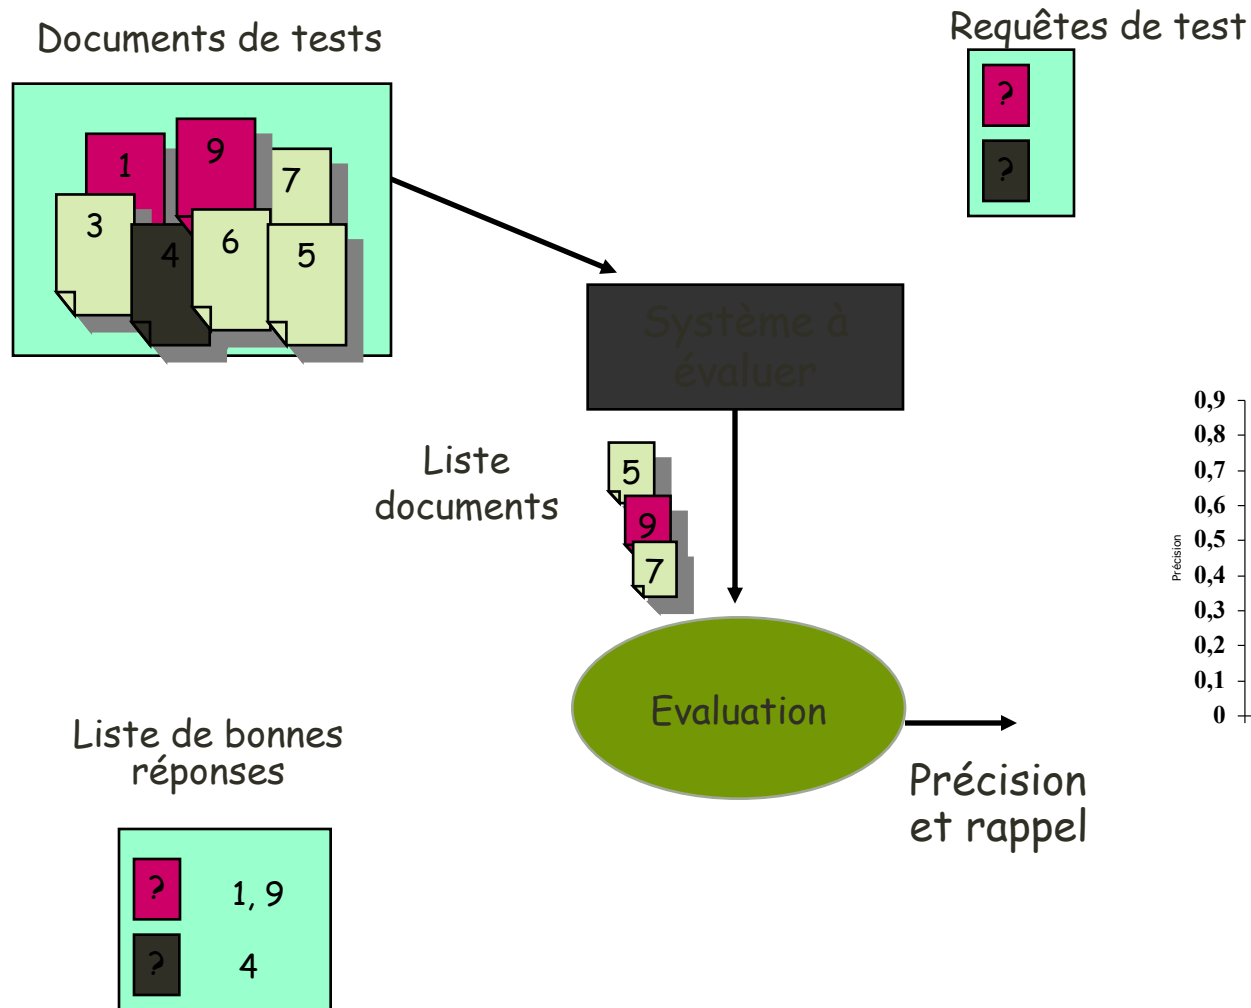 Documents de tests
Requêtes de test
?
?
1
9
7
3
4
6
5
Système à
évaluer
Liste
documents
5
9
7
0,9
0,8
0,7
0,6
0,5
0,4
0,3
0,2
0,1
0
Précision
Evaluation
Précision
et rappel
Liste de bonnes
réponses
? 1, 9
? 4